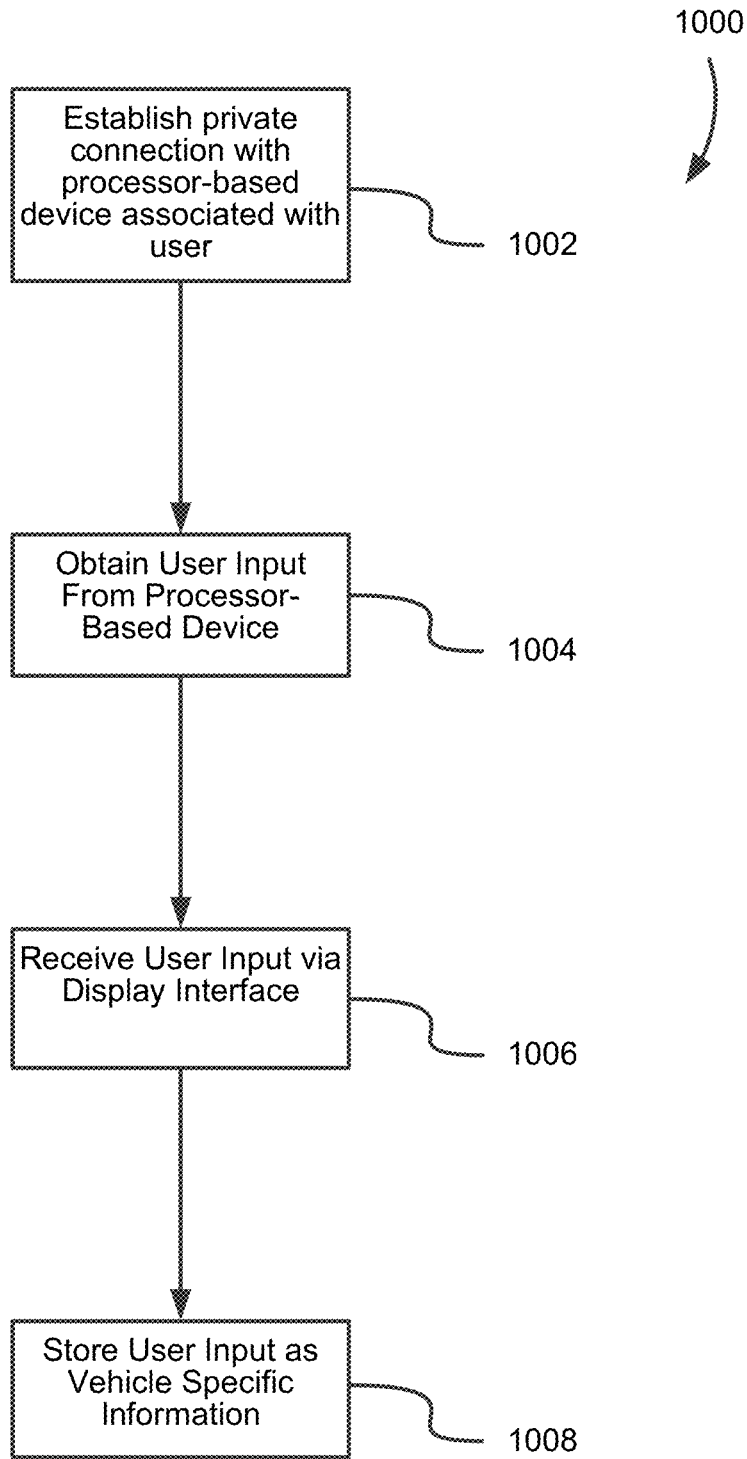 1000
Establish private
connection with
processor-based
device associated with
user
1002
Obtain User Input
From Processor-
Based Device
1004
Receive User Input via
Display Interface
1006
Store User Input as
Vehicle Specific
Information
1008